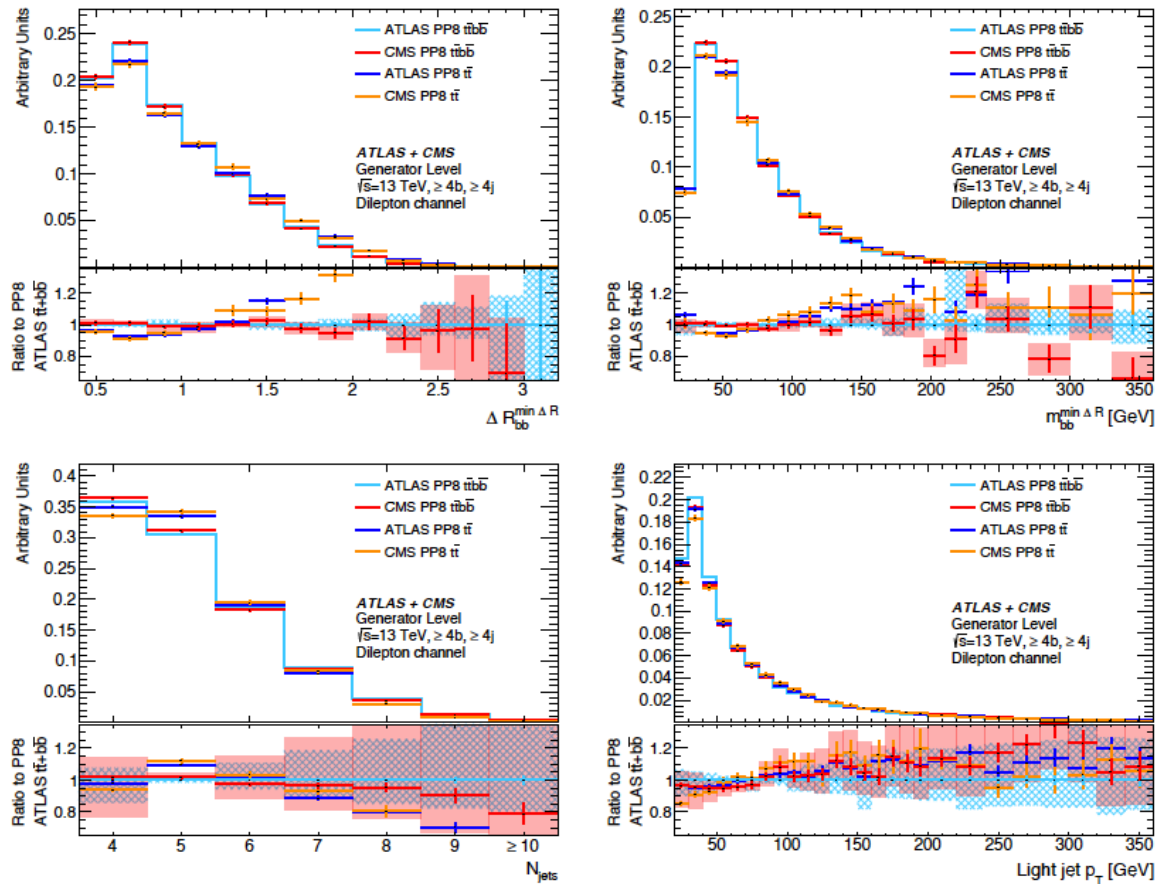 Arbitrary Units
0.25
0.2
0.15
0.1
0.05
ATLAS PP8 tt̄bb̄
CMS PP8 tt̄bb̄
ATLAS PP8 tt̄
CMS PP8 tt̄
ATLAS + CMS
Generator Level
√s=13 TeV, ≥ 4b, ≥ 4j
Dilepton channel
Ratio to PP8
ATLAS tt̄+bb̄
1.2
1
0.8
0.5 1 1.5 2 2.5 3
Δ R_bb^min Δ R
Arbitrary Units
0.25
0.2
0.15
0.1
0.05
ATLAS PP8 tt̄bb̄
CMS PP8 tt̄bb̄
ATLAS PP8 tt̄
CMS PP8 tt̄
ATLAS + CMS
Generator Level
√s=13 TeV, ≥ 4b, ≥ 4j
Dilepton channel
Ratio to PP8
ATLAS tt̄+bb̄
1.2
1
0.8
50 100 150 200 250 300 350
m_bb^min Δ R [GeV]
Arbitrary Units
0.4
0.35
0.3
0.25
0.2
0.15
0.1
0.05
ATLAS PP8 tt̄bb̄
CMS PP8 tt̄bb̄
ATLAS PP8 tt̄
CMS PP8 tt̄
ATLAS + CMS
Generator Level
√s=13 TeV, ≥ 4b, ≥ 4j
Dilepton channel
Ratio to PP8
ATLAS tt̄+bb̄
1.2
1
0.8
4 5 6 7 8 9 ≥ 10
N_jets
Arbitrary Units
0.22
0.2
0.18
0.16
0.14
0.12
0.1
0.08
0.06
0.04
0.02
ATLAS PP8 tt̄bb̄
CMS PP8 tt̄bb̄
ATLAS PP8 tt̄
CMS PP8 tt̄
ATLAS + CMS
Generator Level
√s=13 TeV, ≥ 4b, ≥ 4j
Dilepton channel
Ratio to PP8
ATLAS tt̄+bb̄
1.2
1
0.8
50 100 150 200 250 300 350
Light jet p_T [GeV]